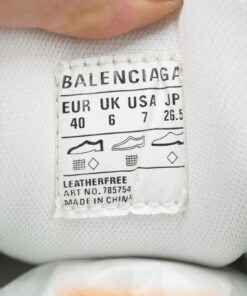 BALENCIAGA
EUR UK USA JP
40 6 7 26.5
LEATHERFREE
ART NO. 785754
MADE IN CHINA